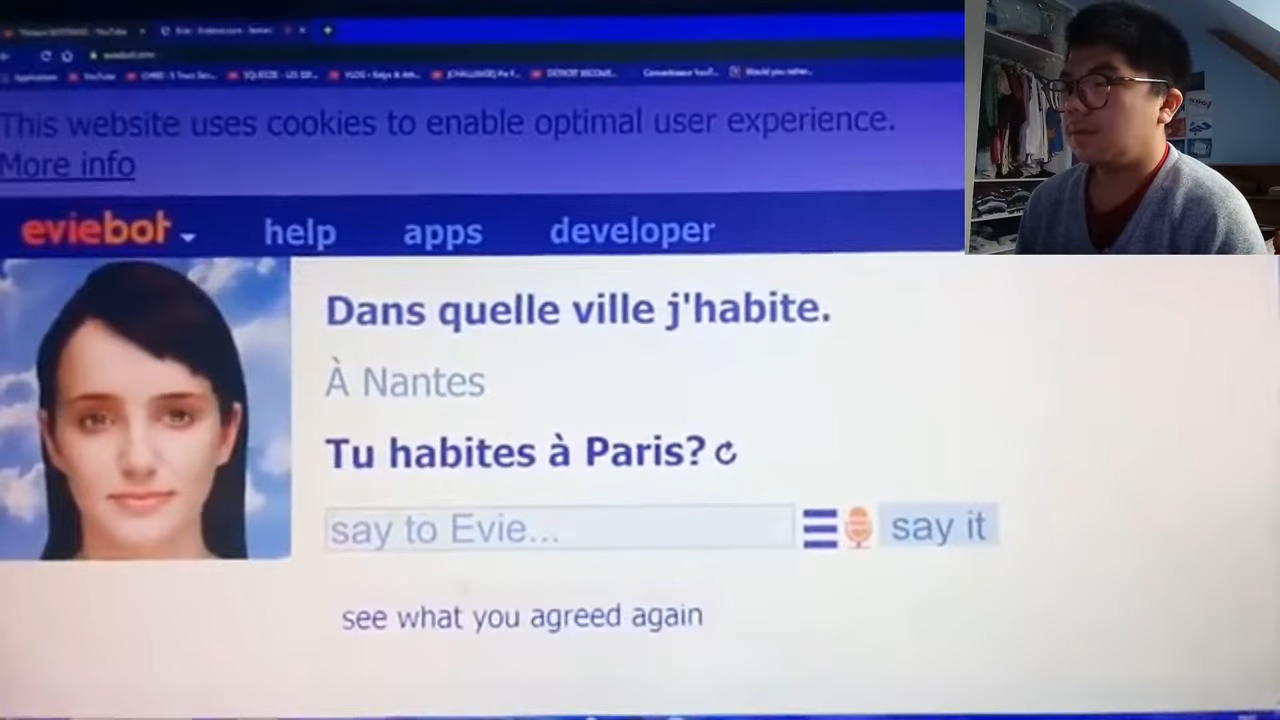 YouTube
This website uses cookies to enable optimal user experience.
More info
eviebot
help apps developer
Dans quelle ville j'habite.
À Nantes
Tu habites à Paris?
say to Evie...
say it
see what you agreed again